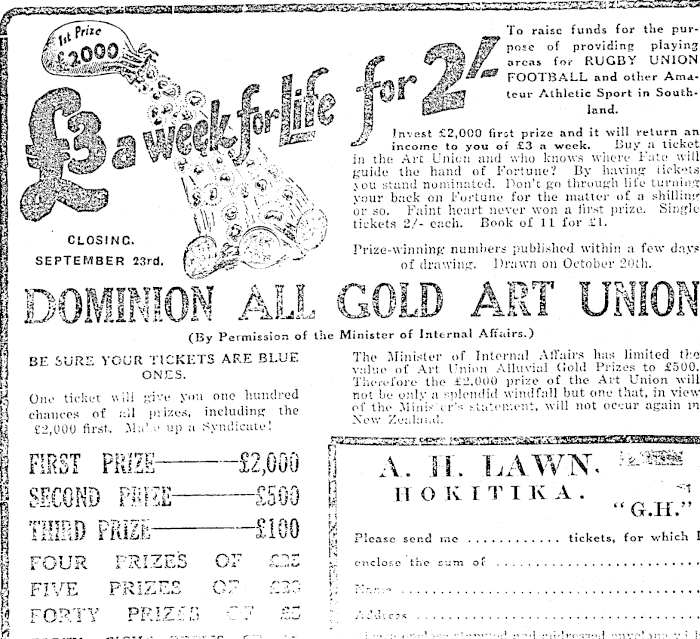 1st Prize
£2000
£3 a week for Life for 2/-
To raise funds for the pur-
pose of providing playing
areas for RUGBY UNION
FOOTBALL and other Ama-
teur Athletic Sport in South-
land.
Invest £2,000 first prize and it will return an
income to you of £3 a week. Buy a ticket
in the Art Union and who knows where Fate will
guide the hand of Fortune? By having tickets
you stand nominated. Don't go through life turning
your back on Fortune for the matter of a shilling
or so. Faint heart never won a first prize. Single
tickets 2/- each. Book of 11 for £1.
CLOSING.
SEPTEMBER 23rd.
Prize-winning numbers published within a few days
of drawing. Drawn on October 20th.
DOMINION ALL GOLD ART UNION
(By Permission of the Minister of Internal Affairs.)
BE SURE YOUR TICKETS ARE BLUE
ONES.
One ticket will give you one hundred
chances of all prizes, including the
£2,000 first. Make up a Syndicate!
The Minister of Internal Affairs has limited the
value of Art Union Alluvial Gold Prizes to £500.
Therefore the £2,000 prize of the Art Union will
not be only a splendid windfall but one that, in view
of the Minister's statement, will not occur again in
New Zealand.
FIRST PRIZE———£2,000
SECOND PRIZE———£500
THIRD PRIZE———£100
FOUR PRIZES OF £25
FIVE PRIZES OF
FORTY PRIZES OF £5
A. H. LAWN.
HOKITIKA.
"G.H."
Please send me ............ tickets, for which I
enclose the sum of ....................
Name ....................
Address ....................